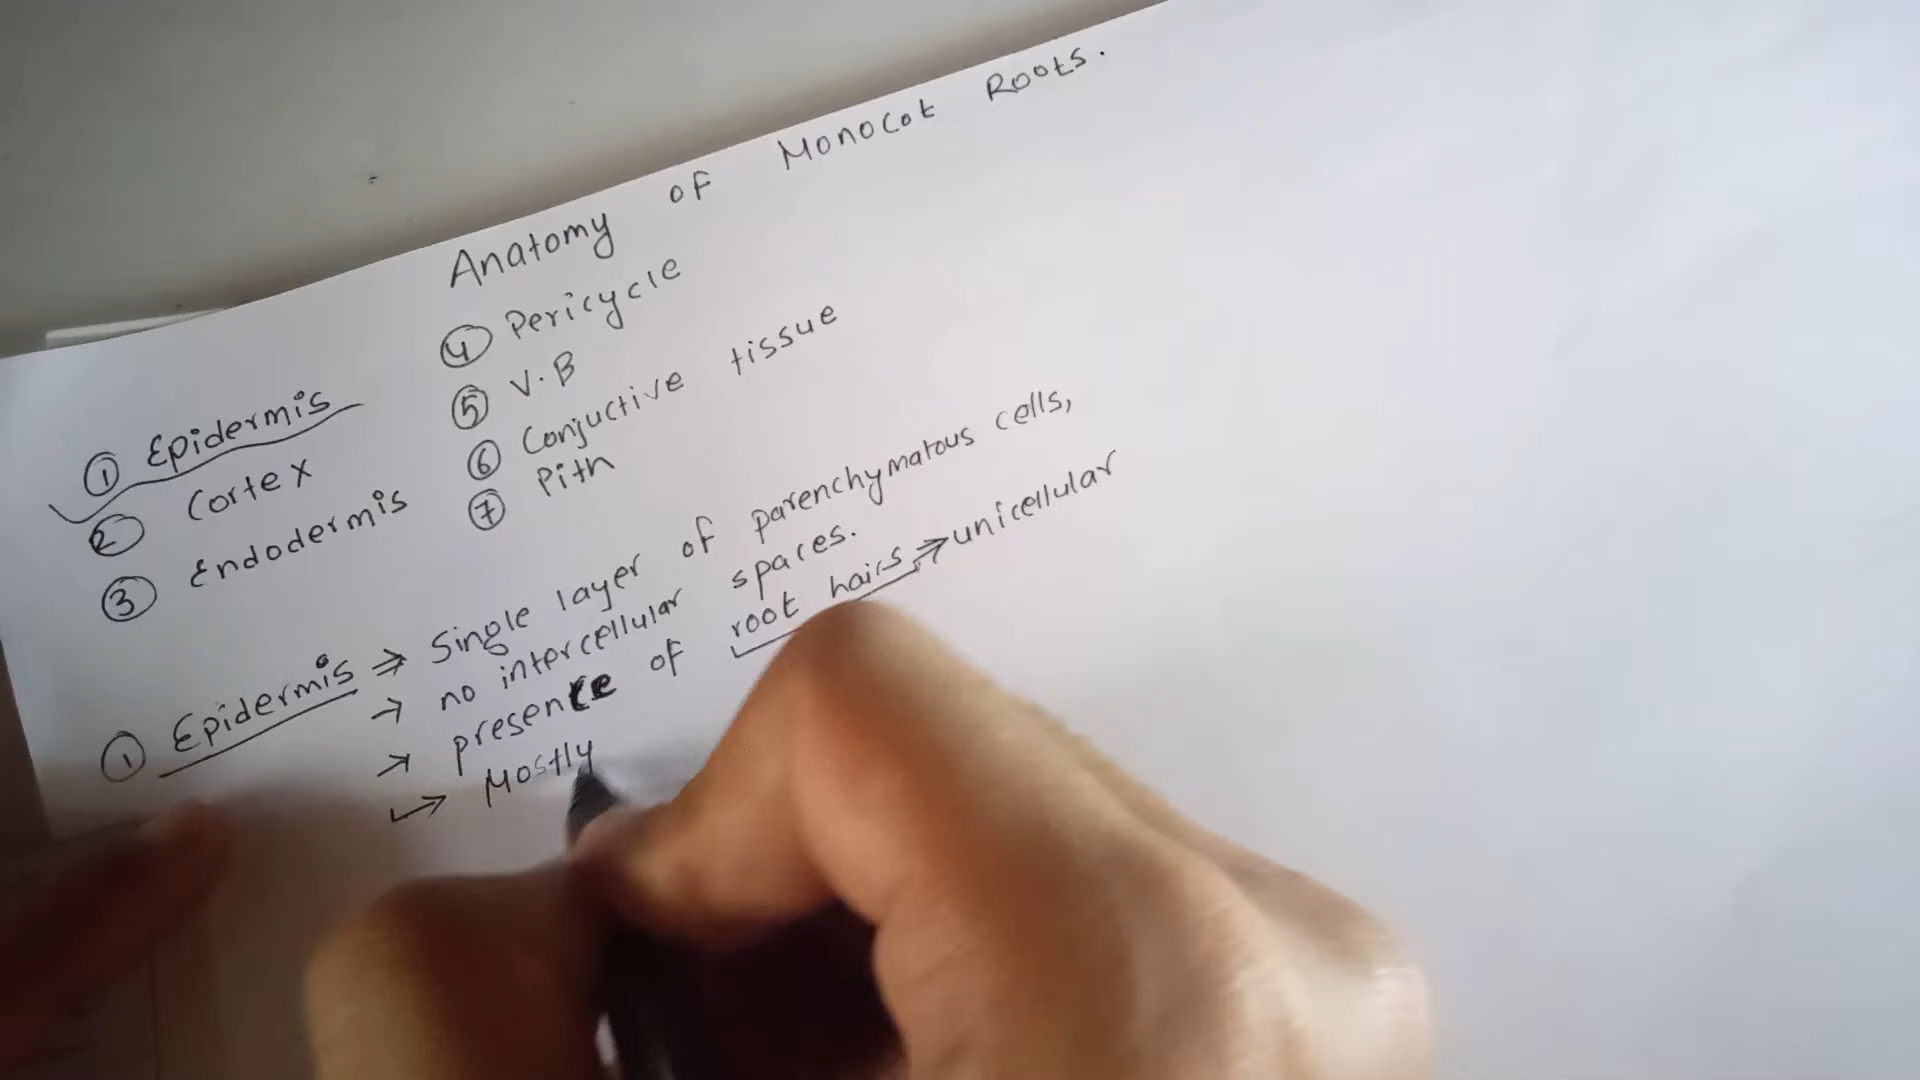 Anatomy of Monocot Roots.
① Epidermis
② Cortex
③ Endodermis
④ Pericycle
⑤ V.B
⑥ Conjuctive tissue
⑦ Pith
① Epidermis ⇒ Single layer of parenchymatous cells,
→ no intercellular spaces.
→ presence of root hairs ⇒ unicellular
↳ Mostly